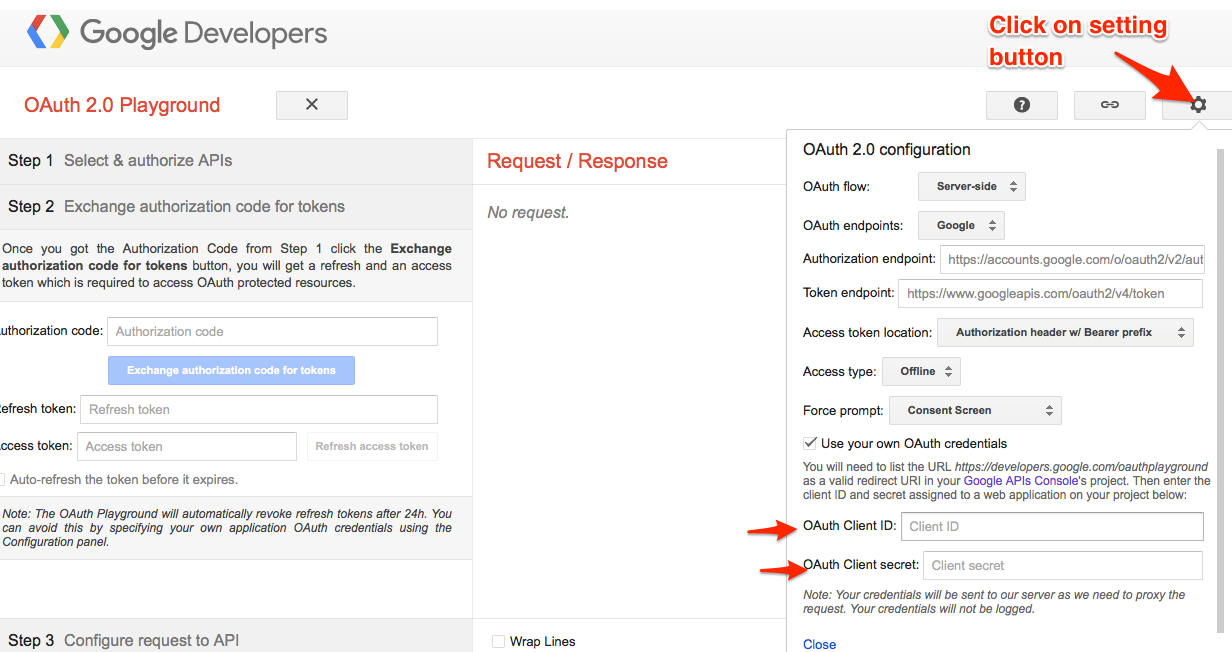 Google Developers
Click on setting
button
OAuth 2.0 Playground
Step 1 Select & authorize APIs
Step 2 Exchange authorization code for tokens
Once you got the Authorization Code from Step 1 click the Exchange
authorization code for tokens button, you will get a refresh and an access
token which is required to access OAuth protected resources.
uthorization code: Authorization code
Exchange authorization code for tokens
efresh token: Refresh token
ccess token: Access token Refresh access token
Auto-refresh the token before it expires.
Note: The OAuth Playground will automatically revoke refresh tokens after 24h. You
can avoid this by specifying your own application OAuth credentials using the
Configuration panel.
Step 3 Configure request to API
Request / Response
No request.
Wrap Lines
OAuth 2.0 configuration
OAuth flow: Server-side
OAuth endpoints: Google
Authorization endpoint: https://accounts.google.com/o/oauth2/v2/aut
Token endpoint: https://www.googleapis.com/oauth2/v4/token
Access token location: Authorization header w/ Bearer prefix
Access type: Offline
Force prompt: Consent Screen
Use your own OAuth credentials
You will need to list the URL https://developers.google.com/oauthplayground
as a valid redirect URI in your Google APIs Console's project. Then enter the
client ID and secret assigned to a web application on your project below:
OAuth Client ID: Client ID
OAuth Client secret: Client secret
Note: Your credentials will be sent to our server as we need to proxy the
request. Your credentials will not be logged.
Close